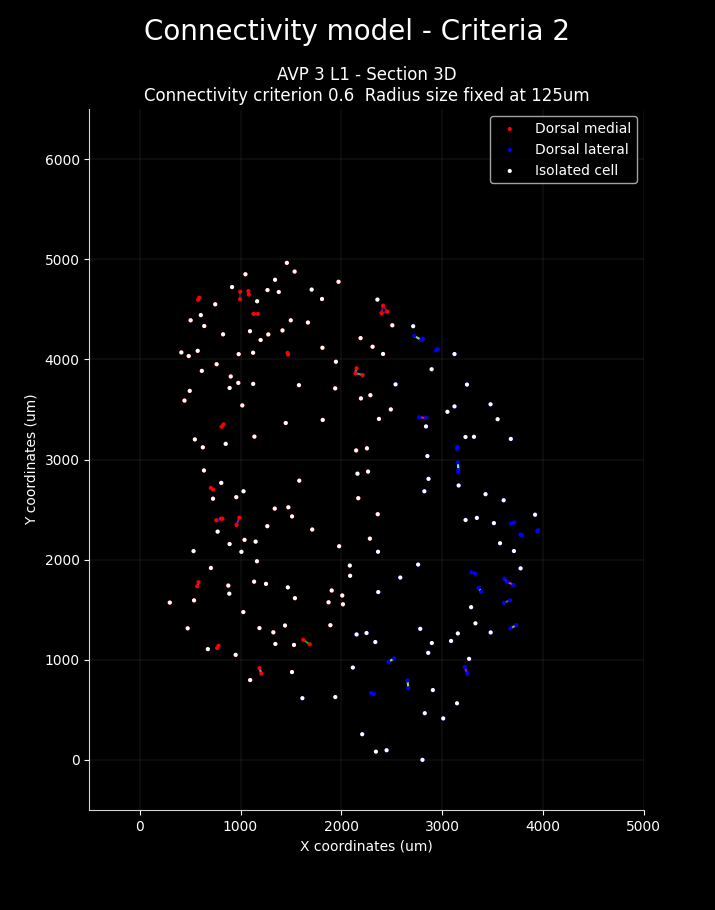 Connectivity model - Criteria 2
AVP 3 L1 - Section 3D
Connectivity criterion 0.6  Radius size fixed at 125um
Dorsal medial
Dorsal lateral
Isolated cell
6000
5000
4000
3000
2000
1000
0
Y coordinates (um)
0
1000
2000
3000
4000
5000
X coordinates (um)